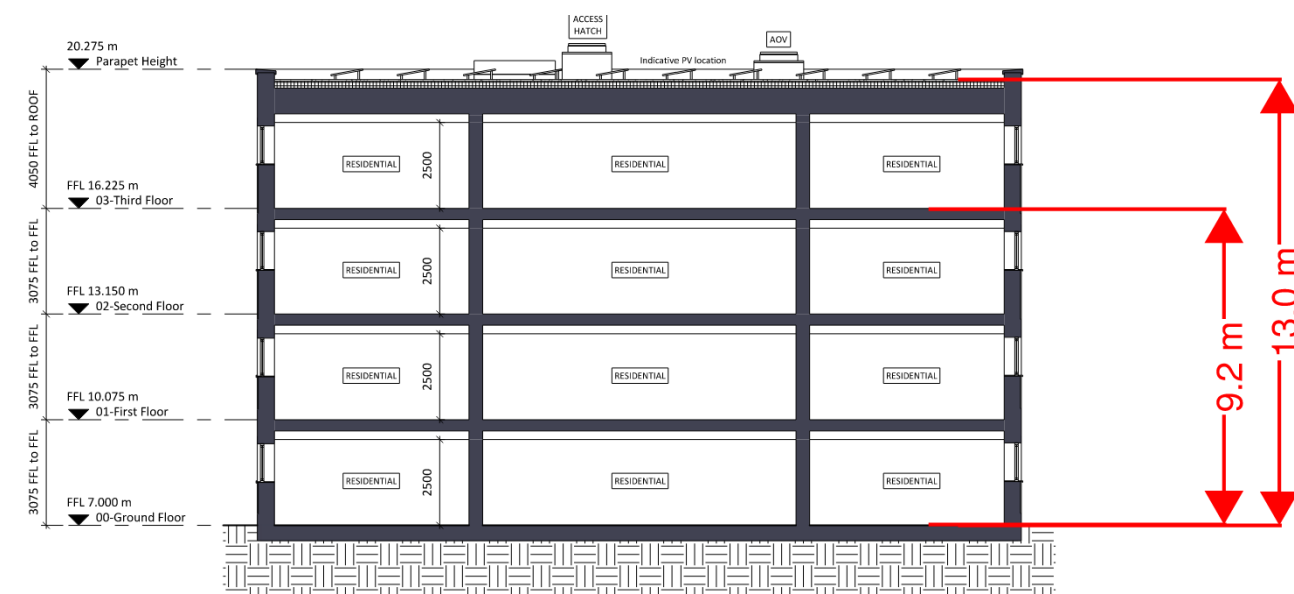 ACCESS
HATCH
AOV
20.275 m
Parapet Height
Indicative PV location
4050 FFL to ROOF
RESIDENTIAL
2500
RESIDENTIAL
RESIDENTIAL
FFL 16.225 m
03-Third Floor
3075 FFL to FFL
RESIDENTIAL
2500
RESIDENTIAL
RESIDENTIAL
FFL 13.150 m
02-Second Floor
3075 FFL to FFL
RESIDENTIAL
2500
RESIDENTIAL
RESIDENTIAL
FFL 10.075 m
01-First Floor
3075 FFL to FFL
RESIDENTIAL
2500
RESIDENTIAL
RESIDENTIAL
FFL 7.000 m
00-Ground Floor
9.2 m
13.0 m